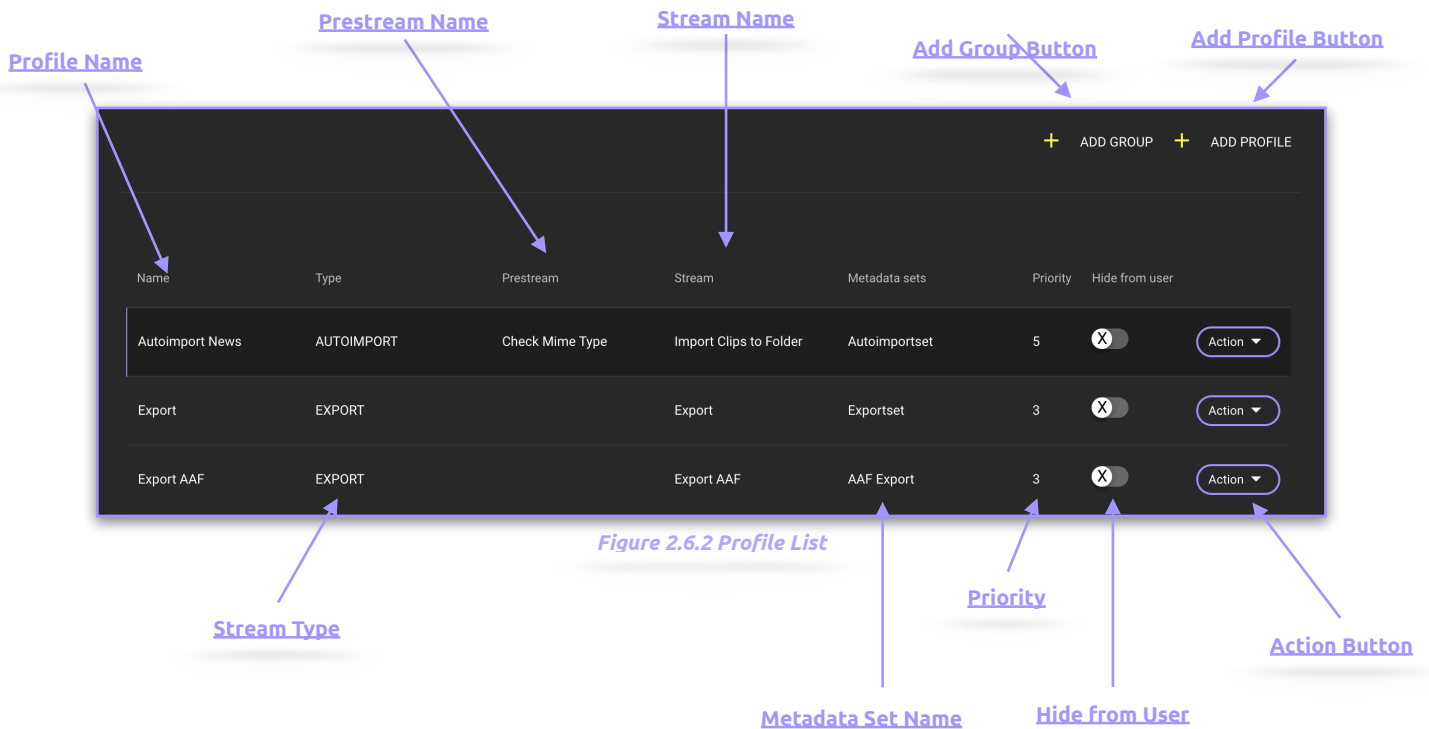 Prestream Name
Stream Name
Add Group Button
Add Profile Button
Profile Name
+ ADD GROUP + ADD PROFILE
Name Type Prestream Stream Metadata sets Priority Hide from user
Autoimport News AUTOIMPORT Check Mime Type Import Clips to Folder Autoimportset 5 X Action
Export EXPORT Export Exportset 3 X Action
Export AAF EXPORT Export AAF AAF Export 3 X Action
Figure 2.6.2 Profile List
Priority
Stream Type
Action Button
Metadata Set Name
Hide from User